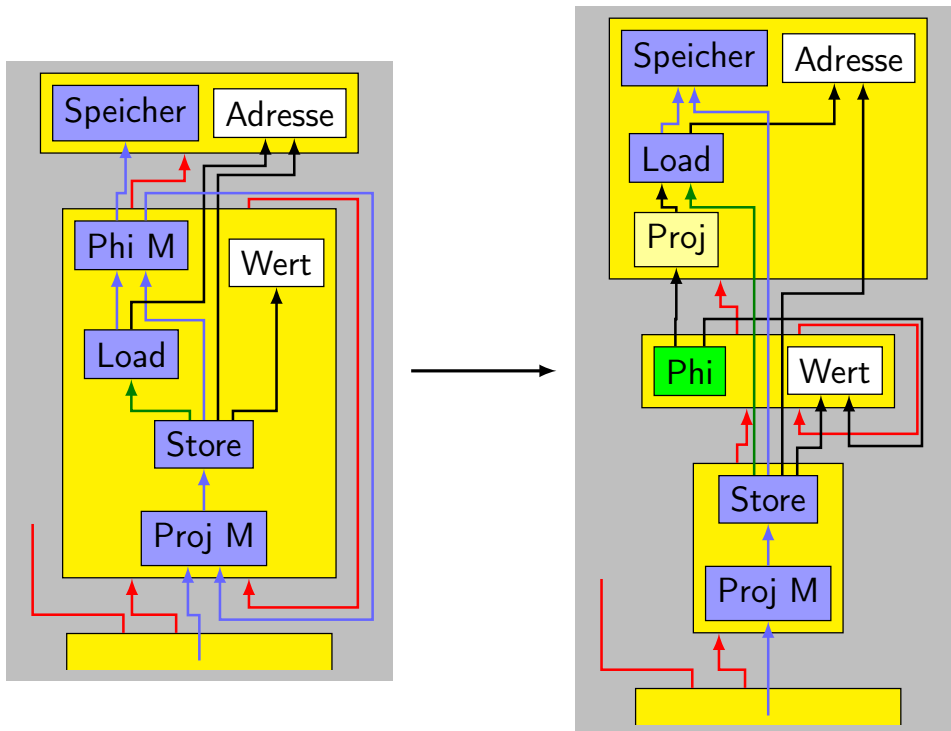 Speicher
Adresse
Phi M
Wert
Load
Store
Proj M
Speicher
Adresse
Load
Proj
Phi
Wert
Store
Proj M